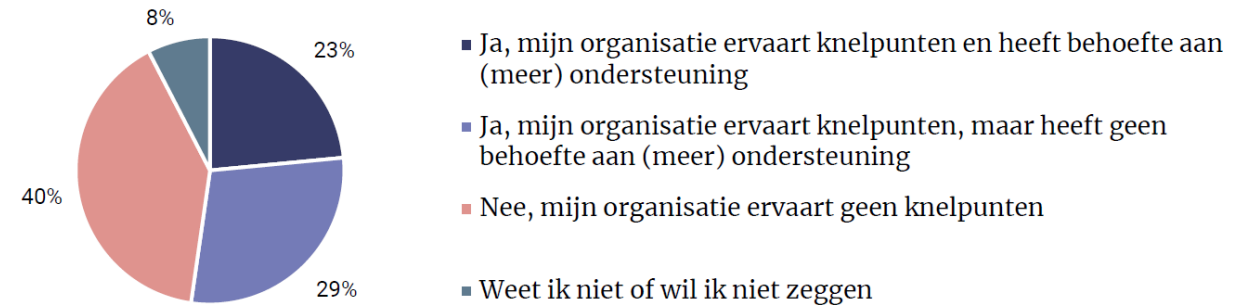 8%
23%
40%
29%
Ja, mijn organisatie ervaart knelpunten en heeft behoefte aan
(meer) ondersteuning
Ja, mijn organisatie ervaart knelpunten, maar heeft geen
behoefte aan (meer) ondersteuning
Nee, mijn organisatie ervaart geen knelpunten
Weet ik niet of wil ik niet zeggen